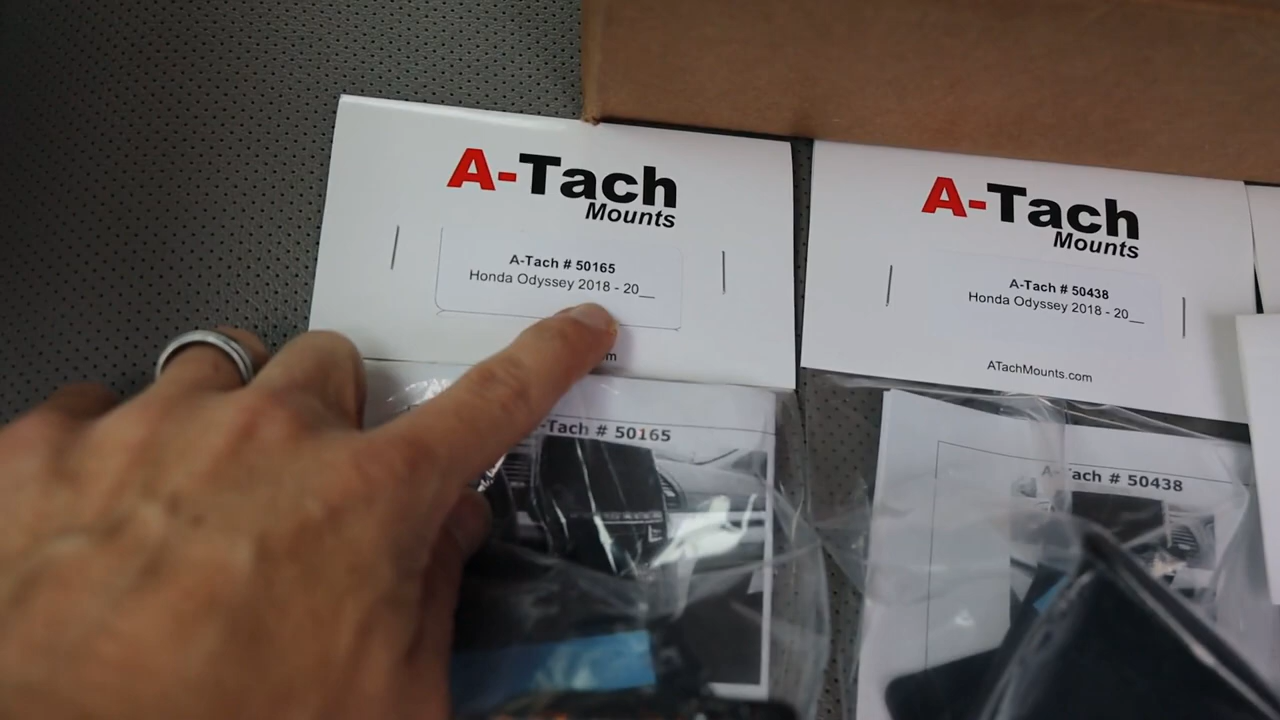 A-Tach
Mounts
A-Tach # 50165
Honda Odyssey 2018 - 20__
m
-Tach # 50165
A-Tach
Mounts
A-Tach # 50438
Honda Odyssey 2018 - 20__
ATachMounts.com
A-Tach # 50438